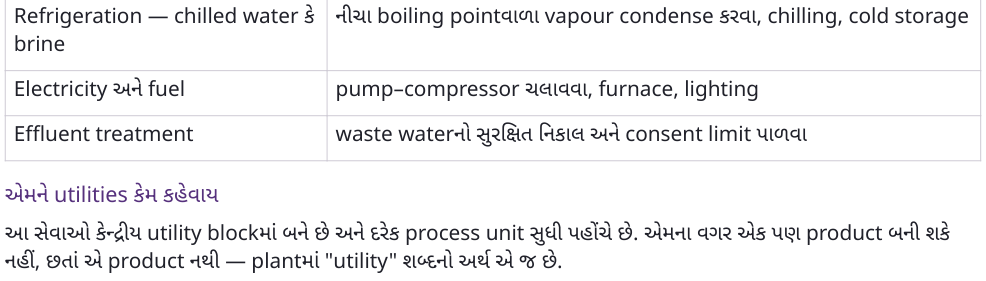 Refrigeration — chilled water કે
brine
નીચા boiling pointવાળા vapour condense કરવા, chilling, cold storage
Electricity અને fuel
pump–compressor ચલાવવા, furnace, lighting
Effluent treatment
waste waterનો સુરક્ષિત નિકાલ અને consent limit પાળવા
એમને utilities કેમ કહેવાય
આ સેવાઓ કેન્દ્રીય utility blockમાં બને છે અને દરેક process unit સુધી પહોંચે છે. એમના વગર એક પણ product બની શકે
નહીં, છતાં એ product નથી — plantમાં "utility" શબ્દનો અર્થ એ જ છે.